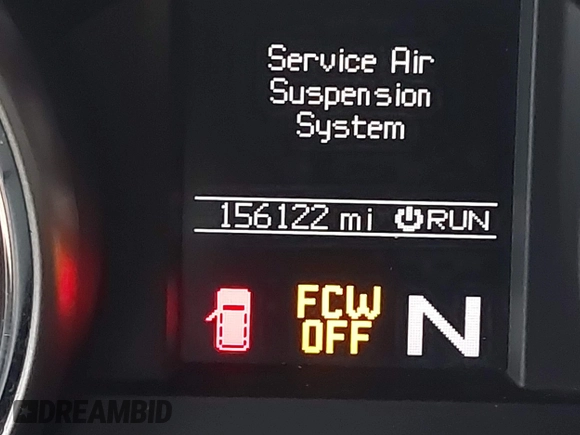 Service Air
Suspension
System
156122 mi RUN
FCW
OFF
N
DREAMBID